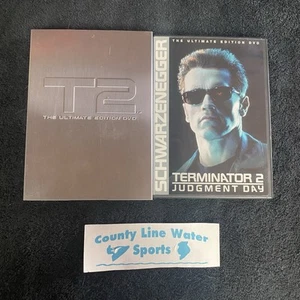 T2
THE ULTIMATE EDITION DVD
THE ULTIMATE EDITION DVD
SCHWARZENEGGER
TERMINATOR 2
JUDGMENT DAY
County Line Water
Sports